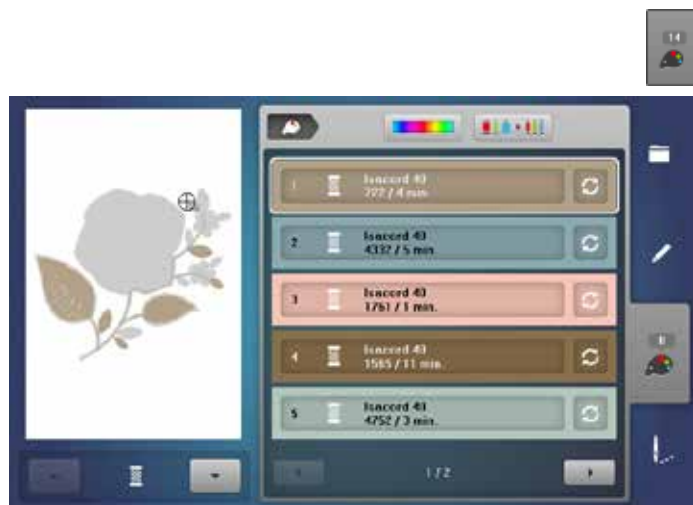 14
1
Isacord 40
722 / 4 min.
2
Isacord 40
4332 / 5 min.
3
Isacord 40
1761 / 1 min.
4
Isacord 40
1565 / 11 min.
5
Isacord 40
4752 / 3 min.
1 / 2